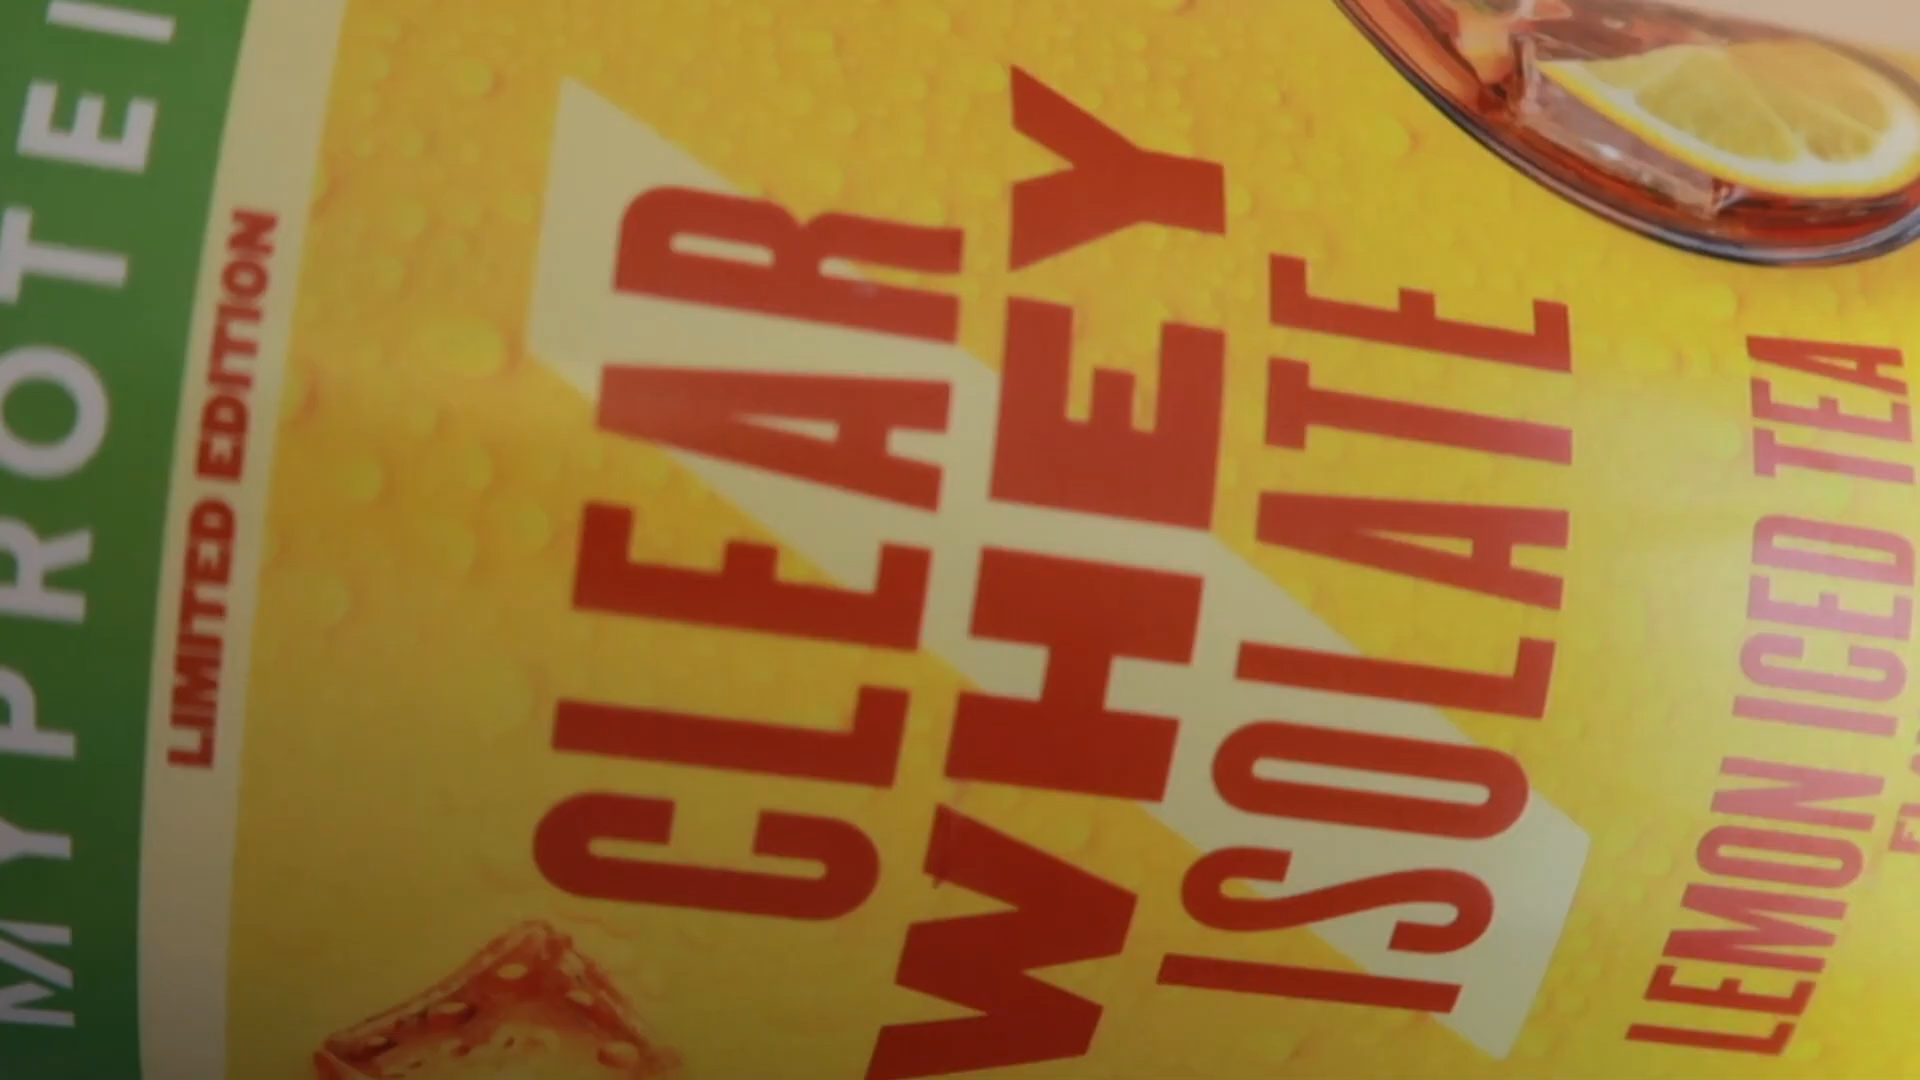 MYPROTEI
LIMITED EDITION
CLEAR
WHEY
ISOLATE
LEMON ICED TEA